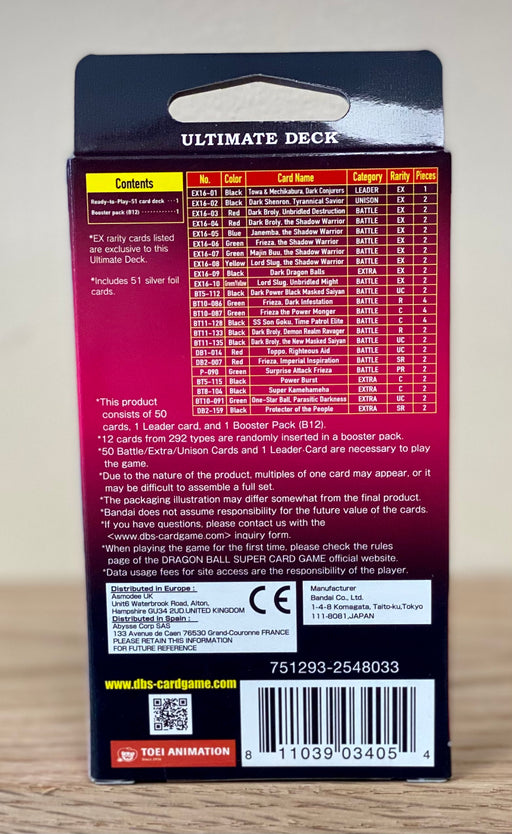 ULTIMATE DECK
Contents
Ready-to-Play-51 card deck ···1
Booster pack (B12) ············1
*EX rarity cards listed
are exclusive to this
Ultimate Deck.
*Includes 51 silver foil
cards.
No. Color Card Name Category Rarity Pieces
EX16-01 Black Towa & Mechikabura, Dark Conjurers LEADER EX 1
EX16-02 Black Dark Shenron, Tyrannical Savior UNISON EX 2
EX16-03 Red Dark Broly, Unbridled Destruction BATTLE EX 2
EX16-04 Red Dark Broly, the Shadow Warrior BATTLE EX 2
EX16-05 Blue Janemba, the Shadow Warrior BATTLE EX 2
EX16-06 Green Frieza, the Shadow Warrior BATTLE EX 2
EX16-07 Green Majin Buu, the Shadow Warrior BATTLE EX 2
EX16-08 Yellow Lord Slug, the Shadow Warrior BATTLE EX 2
EX16-09 Black Dark Dragon Balls EXTRA EX 2
EX16-10 Green/Yellow Lord Slug, Unbridled Might BATTLE EX 2
BT5-112 Black Dark Power Black Masked Saiyan BATTLE UC 2
BT10-086 Green Frieza, Dark Infestation BATTLE R 4
BT10-087 Green Frieza the Power Monger BATTLE C 4
BT11-128 Black SS Son Goku, Time Patrol Elite BATTLE C 4
BT11-133 Black Dark Broly, Demon Realm Ravager BATTLE R 2
BT11-135 Black Dark Broly, the New Masked Saiyan BATTLE UC 2
DB1-014 Red Toppo, Righteous Aid BATTLE UC 2
DB2-007 Red Frieza, Imperial Inspiration BATTLE SR 2
P-090 Green Surprise Attack Frieza BATTLE PR 2
BT5-115 Black Power Burst EXTRA C 2
BT8-104 Black Super Kamehameha EXTRA C 2
BT10-091 Green One-Star Ball, Parasitic Darkness EXTRA UC 2
DB2-159 Black Protector of the People EXTRA SR 2
*This product
consists of 50
cards, 1 Leader card, and 1 Booster Pack (B12).
*12 cards from 292 types are randomly inserted in a booster pack.
*50 Battle/Extra/Unison Cards and 1 Leader Card are necessary to play
the game.
*Due to the nature of the product, multiples of one card may appear, or it
may be difficult to assemble a full set.
*The packaging illustration may differ somewhat from the final product.
*Bandai does not assume responsibility for the future value of the cards.
*If you have questions, please contact us with the
<www.dbs-cardgame.com> inquiry form.
*When playing the game for the first time, please check the rules
page of the DRAGON BALL SUPER CARD GAME official website.
*Data usage fees for site access are the responsibility of the player.
Distributed in Europe :
Asmodee UK
Unit6 Waterbrook Road, Alton,
Hampshire GU34 2UD.UNITED KINGDOM
Distributed in Spain :
Abysse Corp SAS
133 Avenue de Caen 76530 Grand-Couronne FRANCE
PLEASE RETAIN THIS INFORMATION
FOR FUTURE REFERENCE
CE
Manufacturer
Bandai Co., Ltd.
1-4-8 Komagata, Taito-ku,Tokyo
111-8081,JAPAN
751293-2548033
www.dbs-cardgame.com
TOEI ANIMATION
Since 1956
8 11039 03405 4